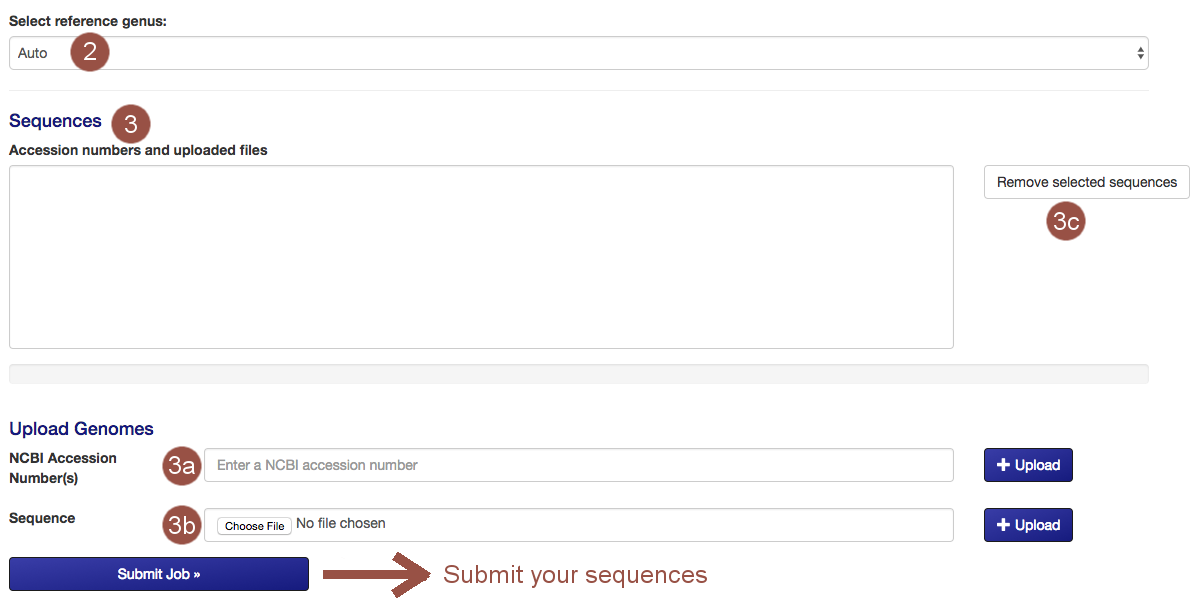 Select reference genus:
Auto 2
Sequences 3
Accession numbers and uploaded files
Remove selected sequences
3c
Upload Genomes
NCBI Accession
Number(s)
3a Enter a NCBI accession number
+ Upload
Sequence
3b Choose File No file chosen
+ Upload
Submit Job »
Submit your sequences